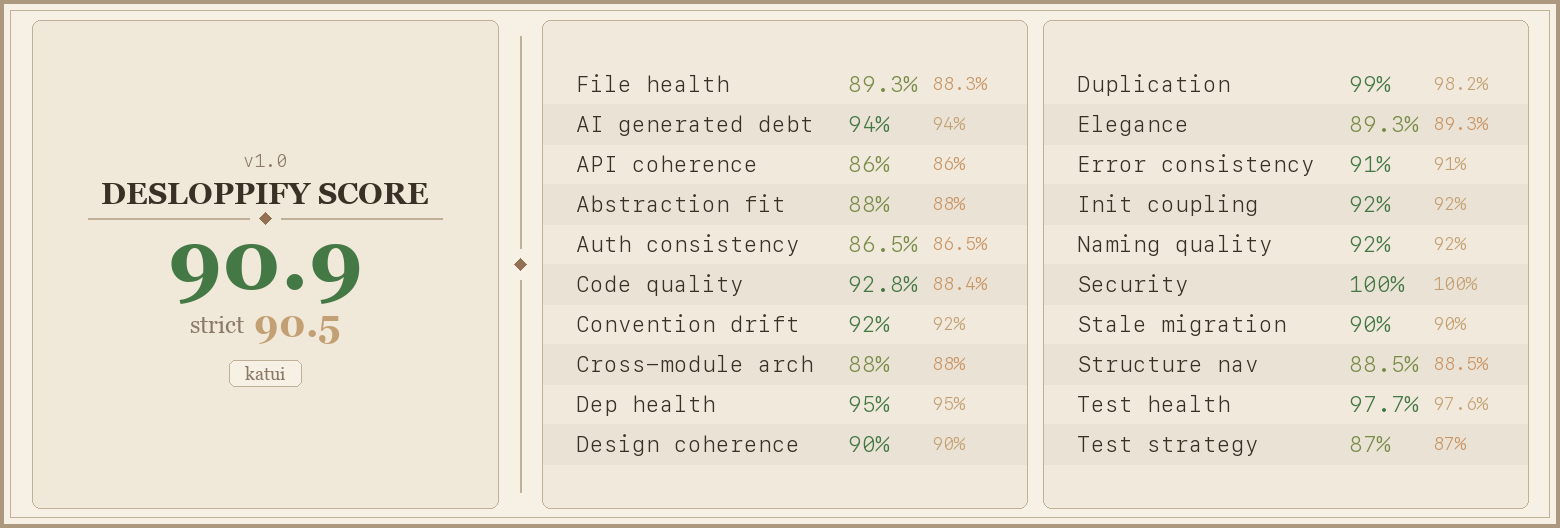 v1.0
DESLOPPIFY SCORE
90.9
strict 90.5
katui
File health 89.3% 88.3%
AI generated debt 94% 94%
API coherence 86% 86%
Abstraction fit 88% 88%
Auth consistency 86.5% 86.5%
Code quality 92.8% 88.4%
Convention drift 92% 92%
Cross-module arch 88% 88%
Dep health 95% 95%
Design coherence 90% 90%
Duplication 99% 98.2%
Elegance 89.3% 89.3%
Error consistency 91% 91%
Init coupling 92% 92%
Naming quality 92% 92%
Security 100% 100%
Stale migration 90% 90%
Structure nav 88.5% 88.5%
Test health 97.7% 97.6%
Test strategy 87% 87%